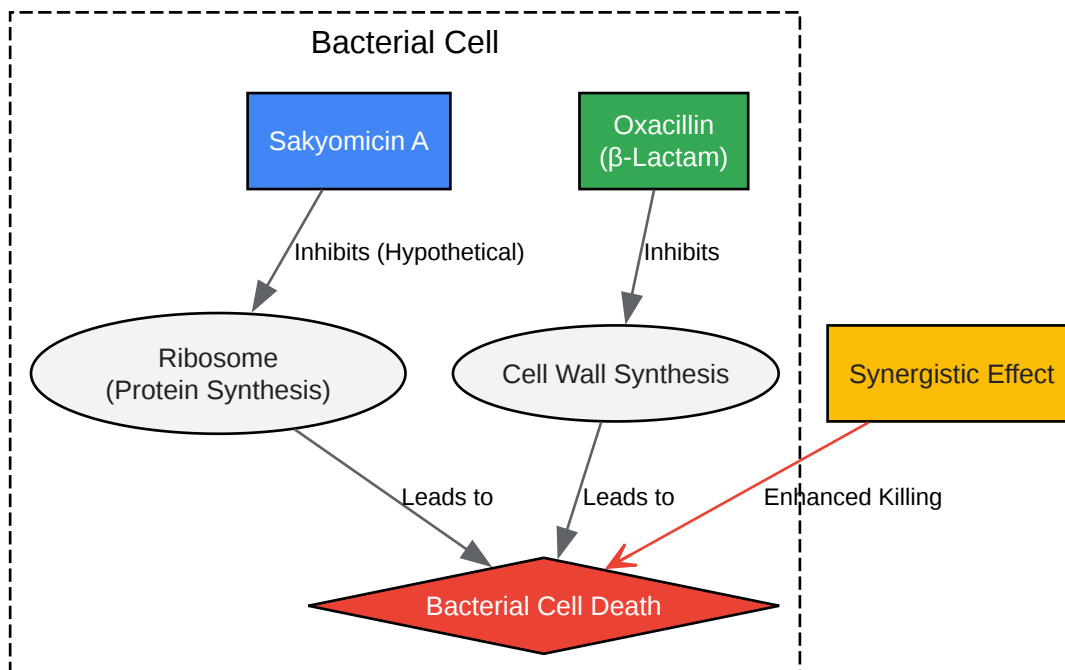 Bacterial Cell
Sakyomicin A
Oxacillin
(β-Lactam)
Inhibits (Hypothetical)
Inhibits
Ribosome
(Protein Synthesis)
Cell Wall Synthesis
Synergistic Effect
Leads to
Leads to
Enhanced Killing
Bacterial Cell Death